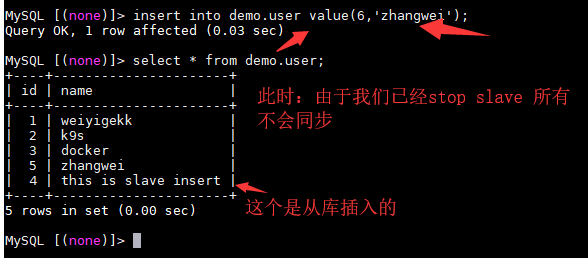 MySQL [(none)]> insert into demo.user value(6,'zhangwei');
Query OK, 1 row affected (0.03 sec)
MySQL [(none)]> select * from demo.user;
+----+----------------------+
| id | name                 |
+----+----------------------+
|  1 | weiyigekk            |
|  2 | k9s                  |
|  3 | docker               |
|  5 | zhangwei             |
|  4 | this is slave insert |
+----+----------------------+
5 rows in set (0.00 sec)
MySQL [(none)]>
此时：由于我们已经stop slave 所有
不会同步
这个是从库插入的